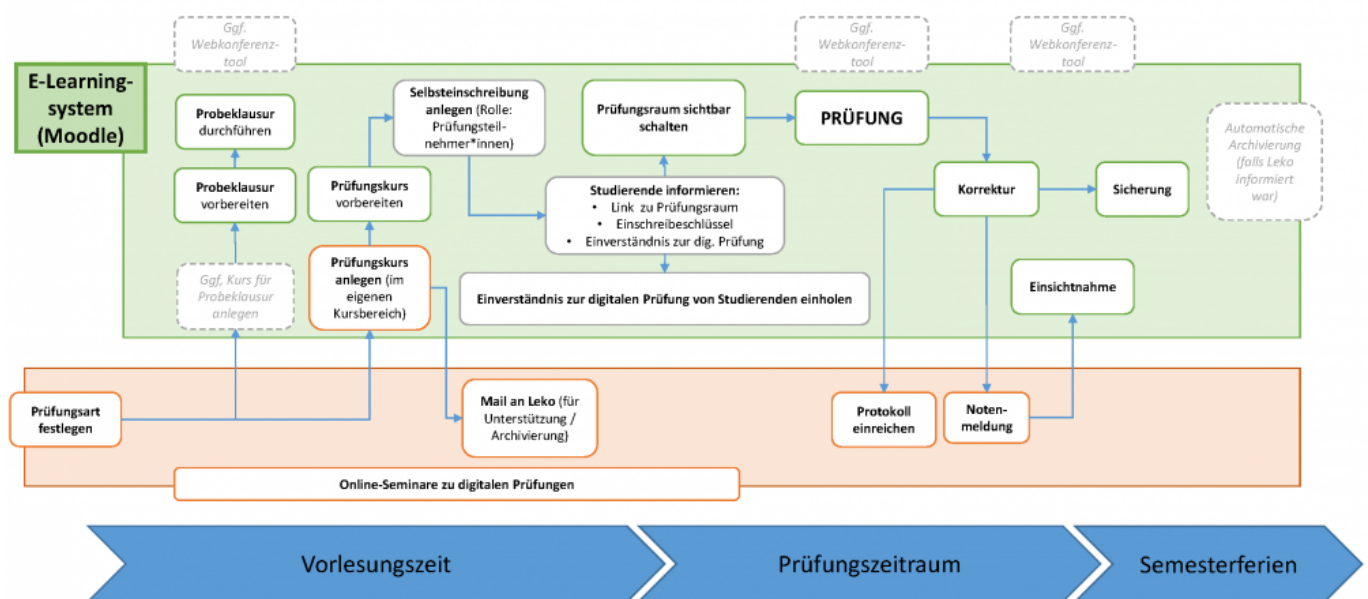 Ggf.
Webkonferenz-
tool
Ggf.
Webkonferenz-
tool
Ggf.
Webkonferenz-
tool
E-Learning-
system
(Moodle)
Probeklausur
durchführen
Selbsteinschreibung
anlegen (Rolle:
Prüfungsteil-
nehmer*innen)
Prüfungsraum sichtbar
schalten
PRÜFUNG
Automatische
Archivierung
(falls Leko
informiert
war)
Probeklausur
vorbereiten
Prüfungskurs
vorbereiten
Studierende informieren:
• Link zu Prüfungsraum
• Einschreibeschlüssel
• Einverständnis zur dig. Prüfung
Korrektur
Sicherung
Ggf, Kurs für
Probeklausur
anlegen
Prüfungskurs
anlegen (im
eigenen
Kursbereich)
Einverständnis zur digitalen Prüfung von Studierenden einholen
Einsichtnahme
Prüfungsart
festlegen
Mail an Leko (für
Unterstützung /
Archivierung)
Protokoll
einreichen
Noten-
meldung
Online-Seminare zu digitalen Prüfungen
Vorlesungszeit
Prüfungszeitraum
Semesterferien